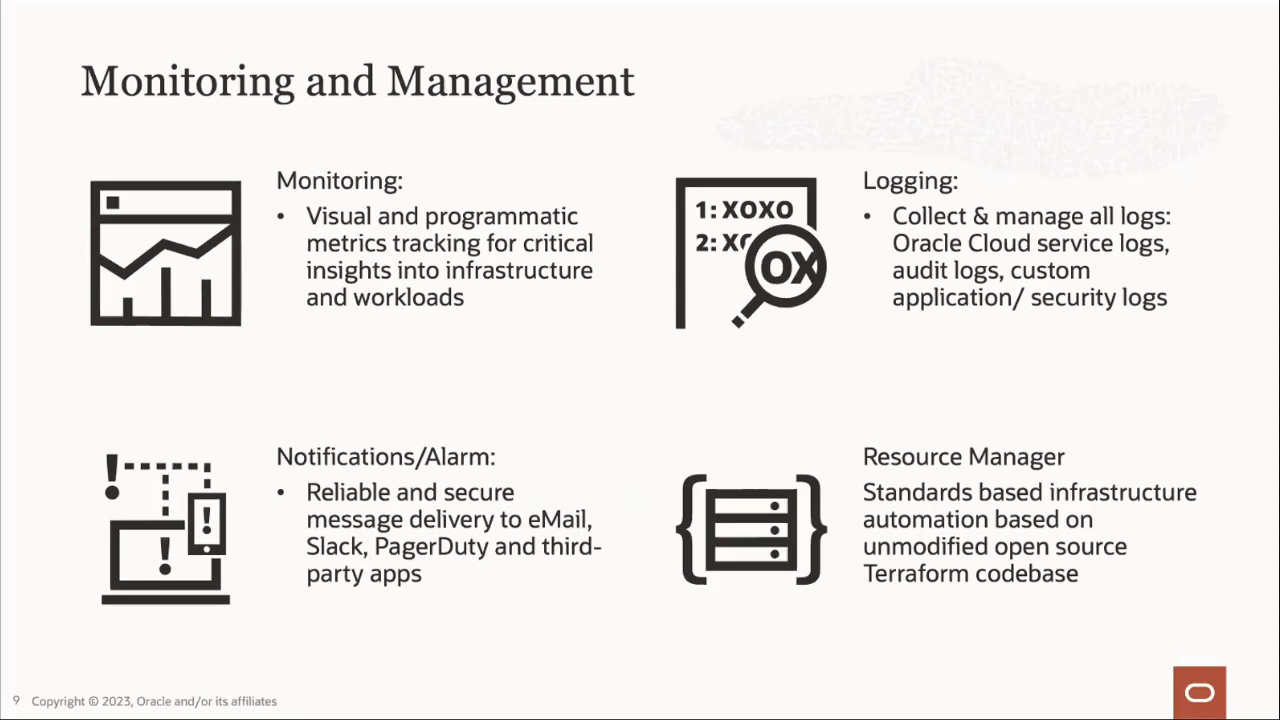 Monitoring and Management
Monitoring:
• Visual and programmatic
metrics tracking for critical
insights into infrastructure
and workloads
1: XOXO
2: XO
OX
Logging:
• Collect & manage all logs:
Oracle Cloud service logs,
audit logs, custom
application/ security logs
Notifications/Alarm:
• Reliable and secure
message delivery to eMail,
Slack, PagerDuty and third-
party apps
Resource Manager
Standards based infrastructure
automation based on
unmodified open source
Terraform codebase
9 Copyright © 2023, Oracle and/or its affiliates